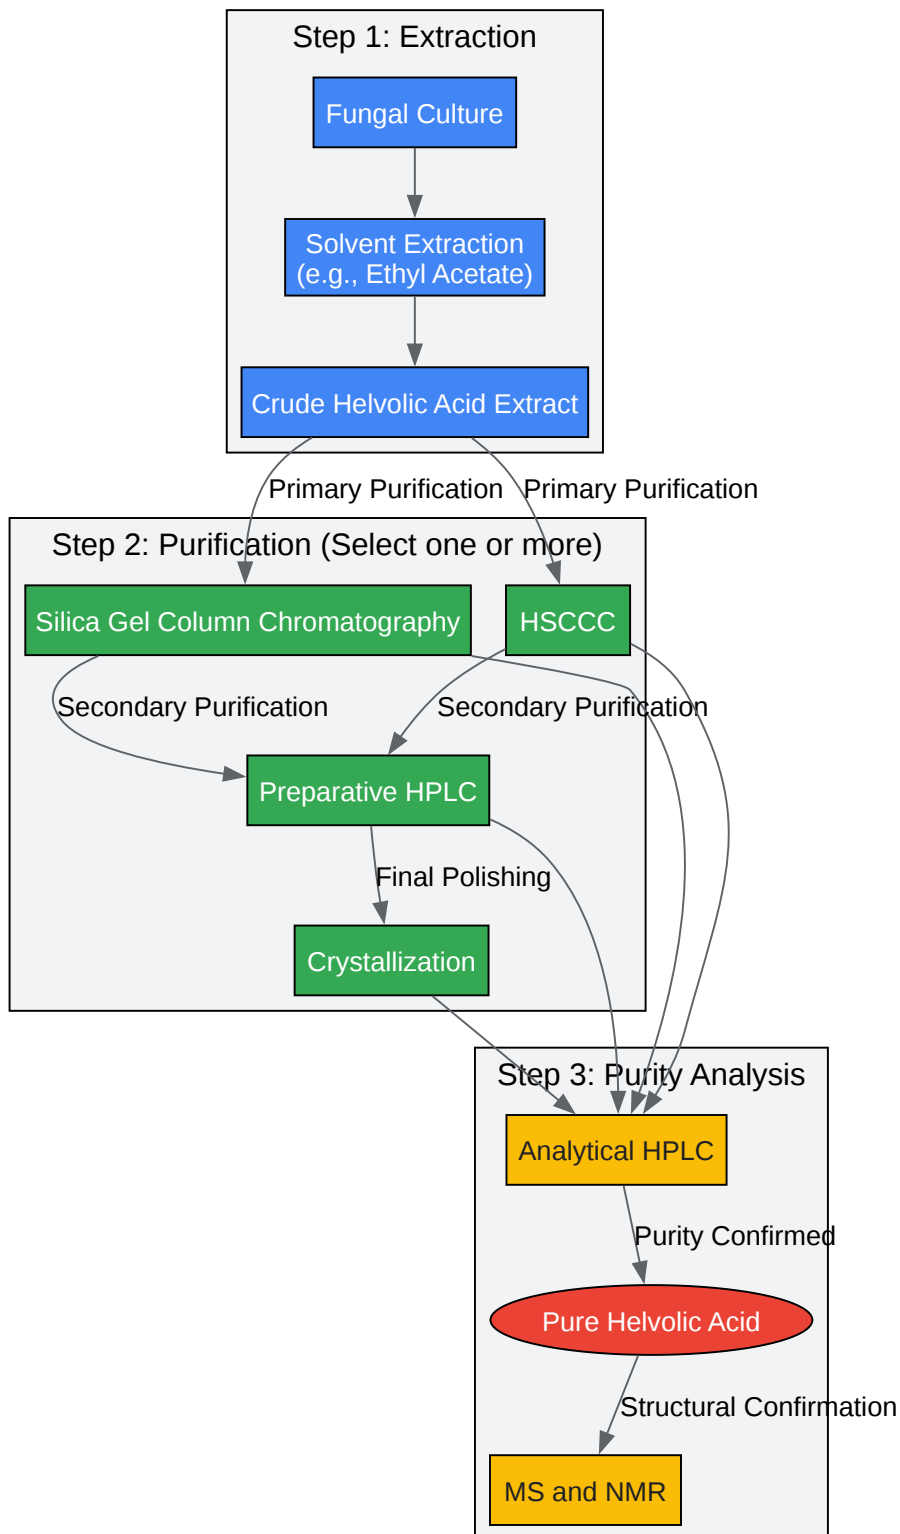 Step 1: Extraction
Fungal Culture
Solvent Extraction
(e.g., Ethyl Acetate)
Crude Helvolic Acid Extract
Primary Purification
Primary Purification
Step 2: Purification (Select one or more)
Silica Gel Column Chromatography
HSCCC
Secondary Purification
Secondary Purification
Preparative HPLC
Final Polishing
Crystallization
Step 3: Purity Analysis
Analytical HPLC
Purity Confirmed
Pure Helvolic Acid
Structural Confirmation
MS and NMR